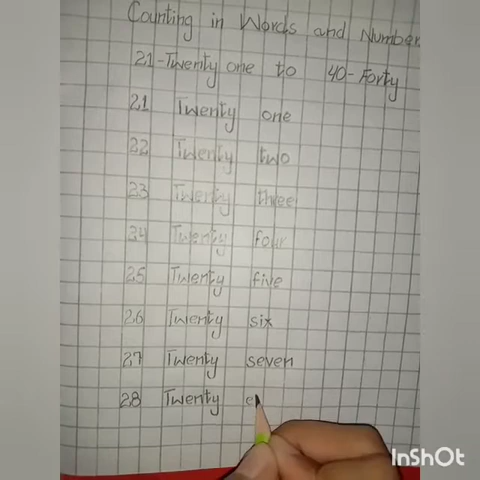 Counting in Words and Number
21-Twenty one to 40-Forty
21 Twenty one
22 Twenty two
23 Twenty three
24 Twenty four
25 Twenty five
26 Twenty six
27 Twenty seven
28 Twenty e
InShOt